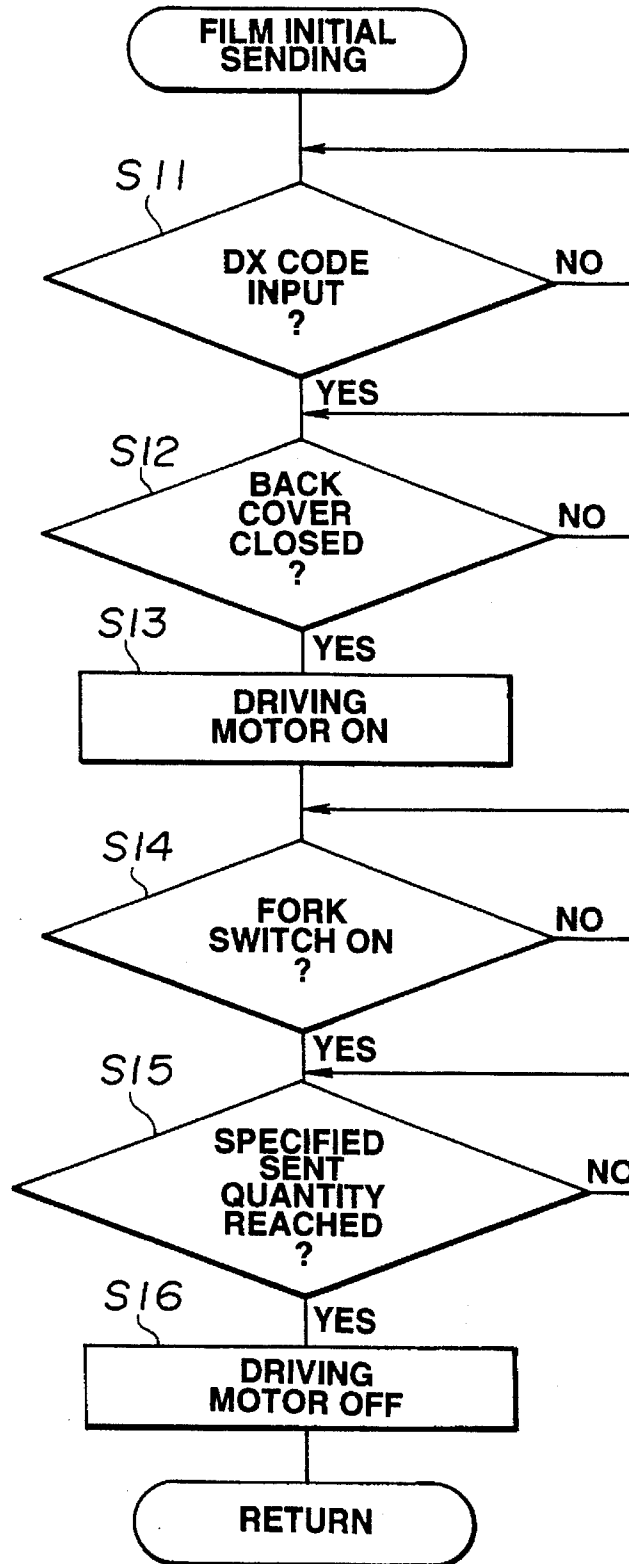 FILM INITIAL
SENDING
S11
DX CODE
INPUT
?
NO
YES
S12
BACK
COVER
CLOSED
?
NO
YES
S13
DRIVING
MOTOR ON
S14
FORK
SWITCH ON
?
NO
YES
S15
SPECIFIED
SENT
QUANTITY
REACHED
?
NO
YES
S16
DRIVING
MOTOR OFF
RETURN